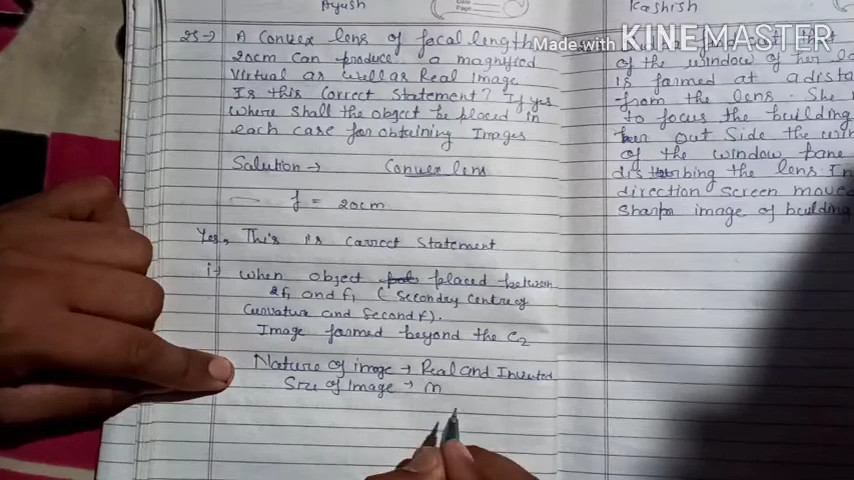 Ayush
Date
Page
25→ A Convex lens of focal length
20cm can produce a magnified
Virtual as well as Real image
Is this Correct Statement? If yes
where shall the object be placed in
each case for obtaining Images
Solution → Convex lens
f = 20cm
Yes, This is correct Statement
i) when object placed between
2f, and f, ( Secondry centre of
Curvature and Second f).
Image formed beyond the C2
Nature of image → Real and Inverted
Size of Image → m
Kashish
Made with KINEMASTER
of the window of her
is formed at a dista
from the lens. She
to focus the building
out Side the
of the window pane
disturbing the lens. In
direction screen move
sharp image of building